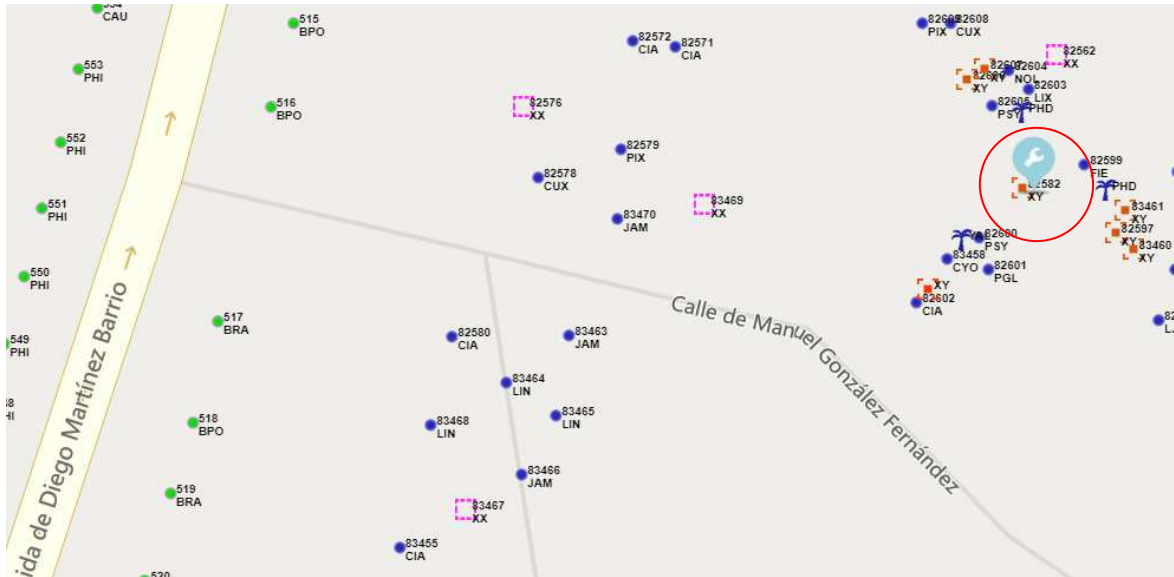 CAU
515
BPO
553
PHI
516
BPO
552
PHI
551
PHI
550
PHI
517
BRA
549
PHI
518
BPO
519
BRA
ida de Diego Martínez Barrio
82572
CIA
82571
CIA
82576
XX
82579
PIX
82578
CUX
83469
XX
83470
JAM
82580
CIA
83463
JAM
83464
LIN
83465
LIN
83468
LIN
83466
JAM
83467
XX
83455
CIA
Calle de Manuel González Fernández
82609
PIX
82608
CUX
82562
XX
82604
NOL
XY
XY
82603
LIX
82605
PSY
PHD
82599
FIE
PHD
82582
XY
83461
XY
82597
XY
83460
XY
82600
PSY
83458
CYO
82601
PGL
XY
82602
CIA